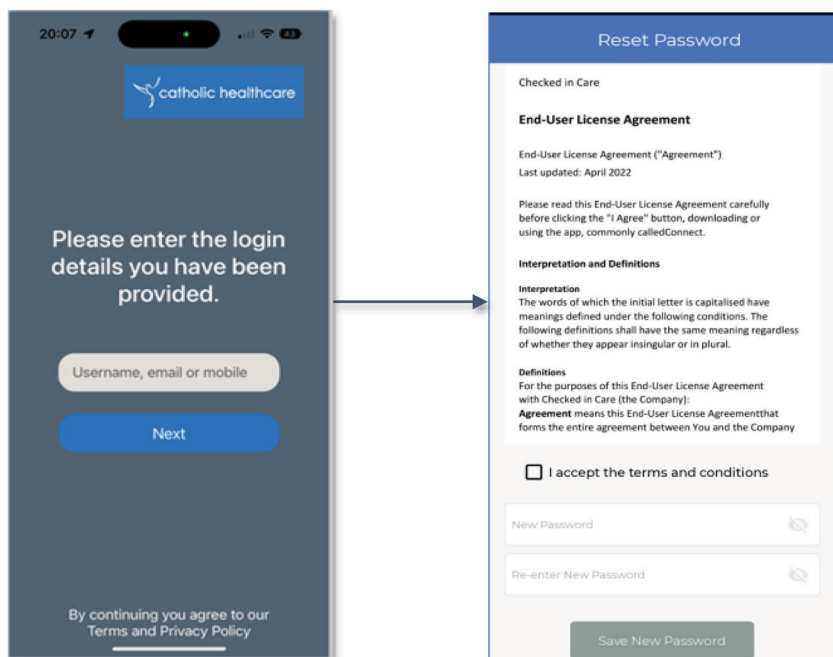 20:07
43
catholic healthcare
Please enter the login
details you have been
provided.
Username, email or mobile
Next
By continuing you agree to our
Terms and Privacy Policy
Reset Password
Checked in Care
End-User License Agreement
End-User License Agreement ("Agreement")
Last updated: April 2022
Please read this End-User License Agreement carefully
before clicking the "I Agree" button, downloading or
using the app, commonly calledConnect.
Interpretation and Definitions
Interpretation
The words of which the initial letter is capitalised have
meanings defined under the following conditions. The
following definitions shall have the same meaning regardless
of whether they appear insingular or in plural.
Definitions
For the purposes of this End-User License Agreement
with Checked in Care (the Company):
Agreement means this End-User License Agreementthat
forms the entire agreement between You and the Company
I accept the terms and conditions
New Password
Re-enter New Password
Save New Password